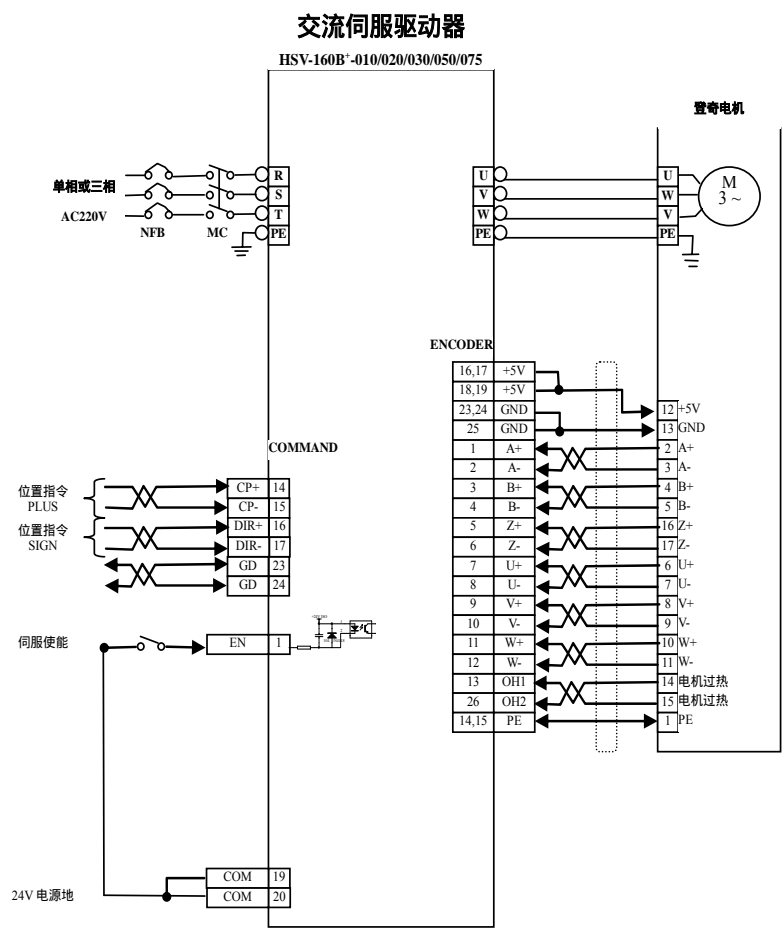 交流伺服驱动器
HSV-160B+-010/020/030/050/075
登奇电机
单相或三相
AC220V
NFB
MC
R
S
T
PE
U
V
W
PE
U
W
V
PE
M
3 ~
ENCODER
16,17 +5V
18,19 +5V
23,24 GND
25 GND
1 A+
2 A-
3 B+
4 B-
5 Z+
6 Z-
7 U+
8 U-
9 V+
10 V-
11 W+
12 W-
13 OH1
26 OH2
14,15 PE
12 +5V
13 GND
2 A+
3 A-
4 B+
5 B-
16 Z+
17 Z-
6 U+
7 U-
8 V+
9 V-
10 W+
11 W-
14 电机过热
15 电机过热
1 PE
COMMAND
位置指令
PLUS
位置指令
SIGN
CP+ 14
CP- 15
DIR+ 16
DIR- 17
GD 23
GD 24
伺服使能
EN 1
24V 电源地
COM 19
COM 20